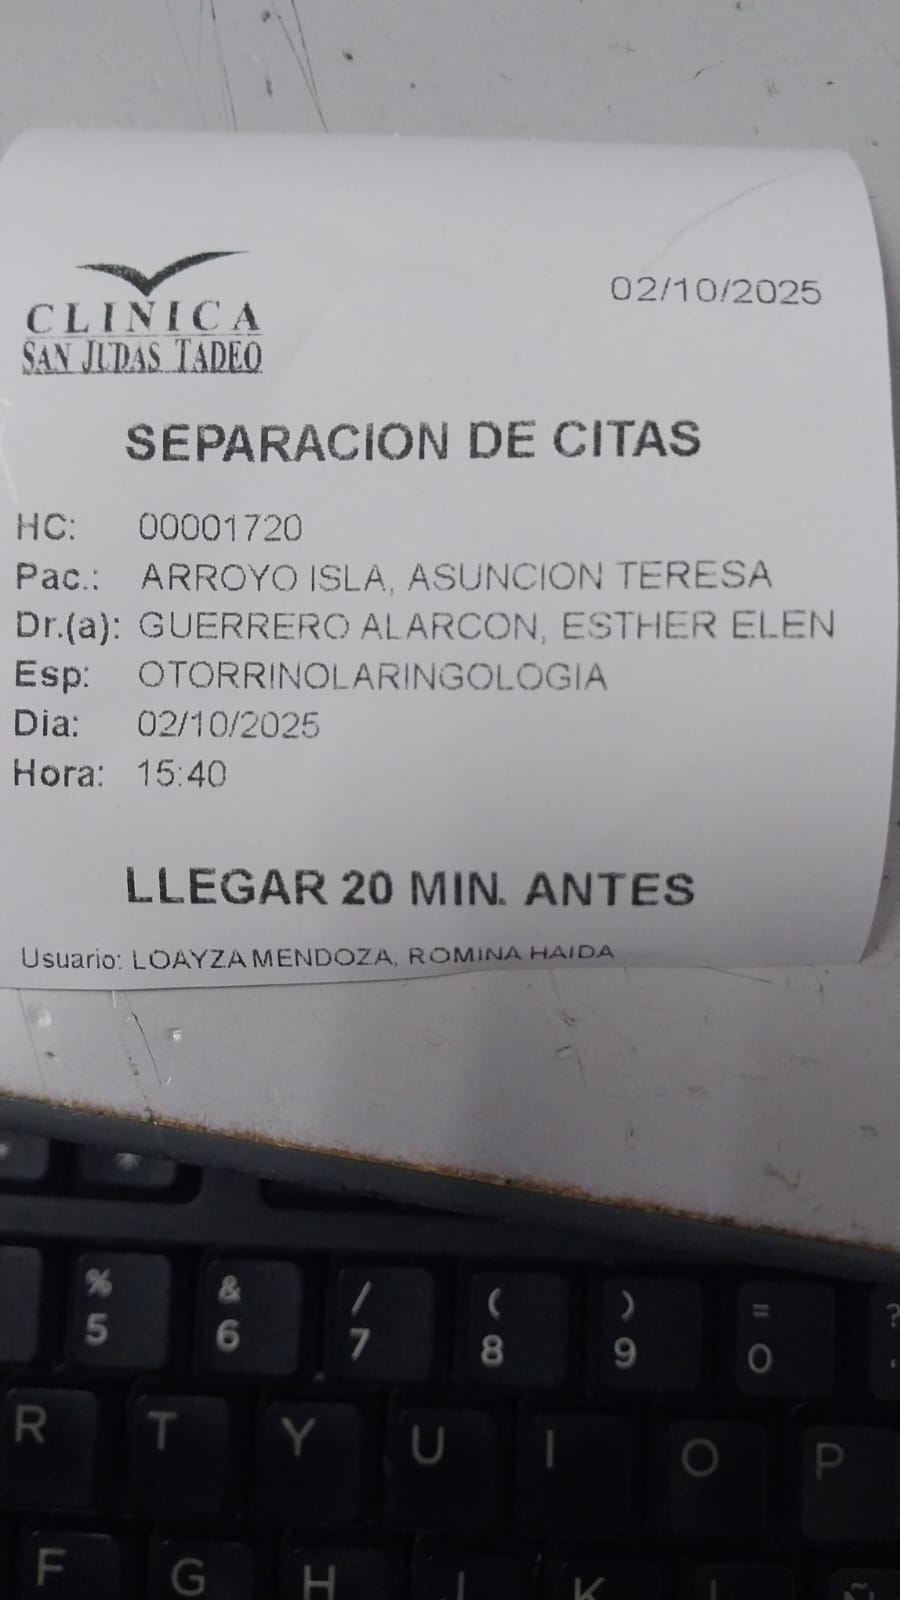 CLINICA
SAN JUDAS TADEO
02/10/2025
SEPARACION DE CITAS
HC: 00001720
Pac.: ARROYO ISLA, ASUNCION TERESA
Dr.(a): GUERRERO ALARCON, ESTHER ELEN
Esp: OTORRINOLARINGOLOGIA
Dia: 02/10/2025
Hora: 15:40
LLEGAR 20 MIN. ANTES
Usuario: LOAYZA MENDOZA, ROMINA HAIDA
% & / ( ) = ?
5 6 7 8 9 0
R T Y U I O P
F G H J K L Ñ